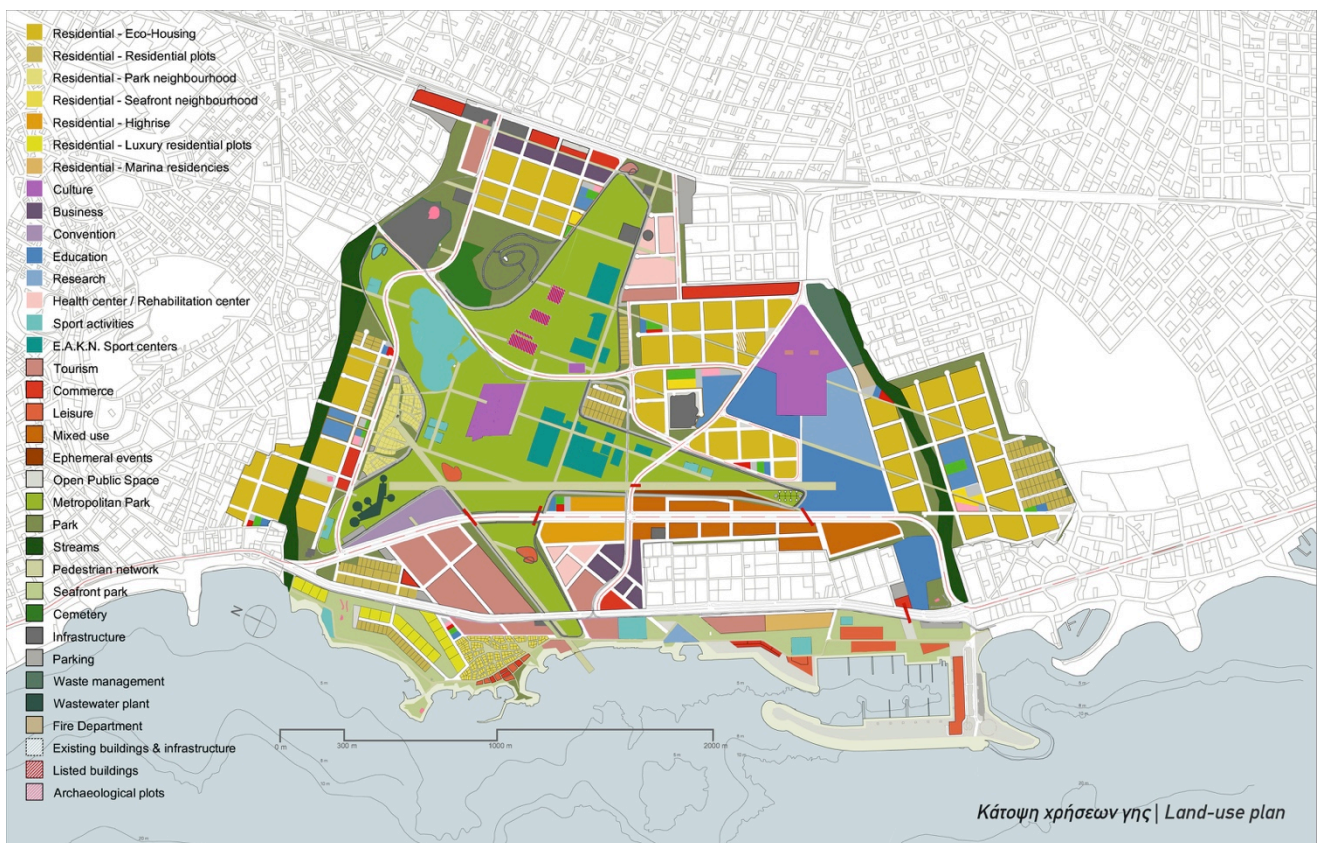 Residential - Eco-Housing
Residential - Residential plots
Residential - Park neighbourhood
Residential - Seafront neighbourhood
Residential - Highrise
Residential - Luxury residential plots
Residential - Marina residencies
Culture
Business
Convention
Education
Research
Health center / Rehabilitation center
Sport activities
E.A.K.N. Sport centers
Tourism
Commerce
Leisure
Mixed use
Ephemeral events
Open Public Space
Metropolitan Park
Park
Streams
Pedestrian network
Seafront park
Cemetery
Infrastructure
Parking
Waste management
Wastewater plant
Fire Department
Existing buildings & infrastructure
Listed buildings
Archaeological plots
N
0 m
300 m
1000 m
2000 m
Κάτοψη χρήσεων γης | Land-use plan